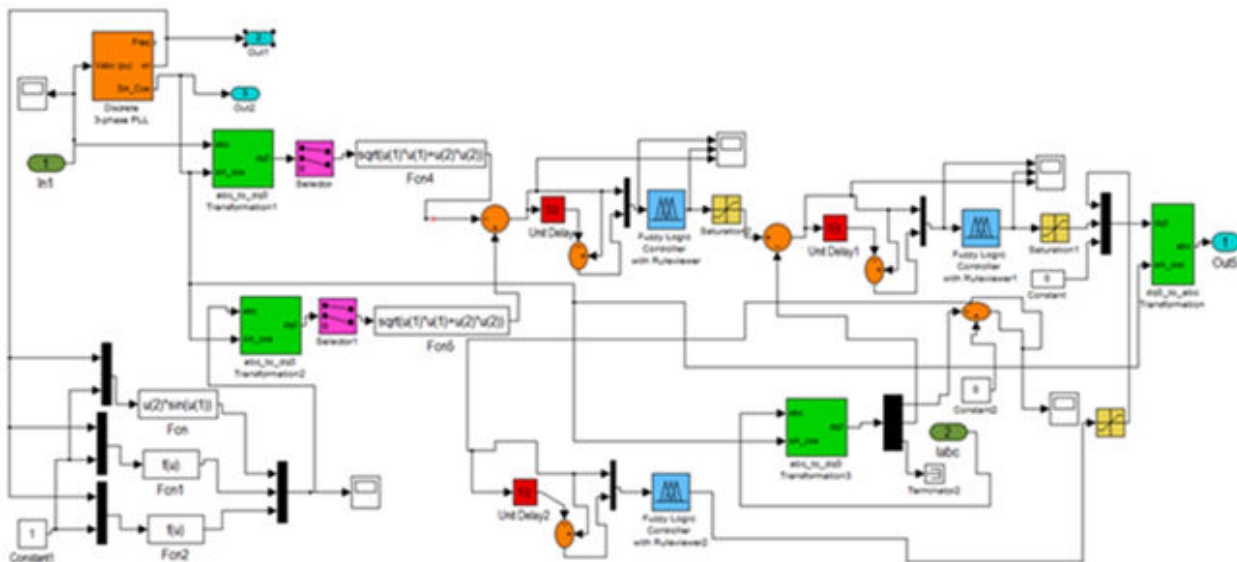 Freq
Vabc (pu)
wt
Sin_Cos
Discrete
3-phase PLL
2
Out1
3
Out2
1
In1
abc
sin_cos
dq0
abc_to_dq0
Transformation1
Selector
sqrt(u(1)*u(1)+u(2)*u(2))
Fcn4
Unit Delay
Fuzzy Logic
Controller
with Ruleviewer
Saturation2
Unit Delay1
Fuzzy Logic
Controller
with Ruleviewer1
Saturation1
0
Constant
dq0
sin_cos
abc
dq0_to_abc
Transformation
1
Out5
abc
sin_cos
dq0
abc_to_dq0
Transformation2
Selector1
sqrt(u(1)*u(1)+u(2)*u(2))
Fcn5
u(2)*sin(u(1))
Fcn
f(u)
Fcn1
f(u)
Fcn2
1
Constant1
Unit Delay2
Fuzzy Logic
Controller
with Ruleviewer2
abc
sin_cos
dq0
abc_to_dq0
Transformation3
0
Constant2
2
Iabc
Terminator2